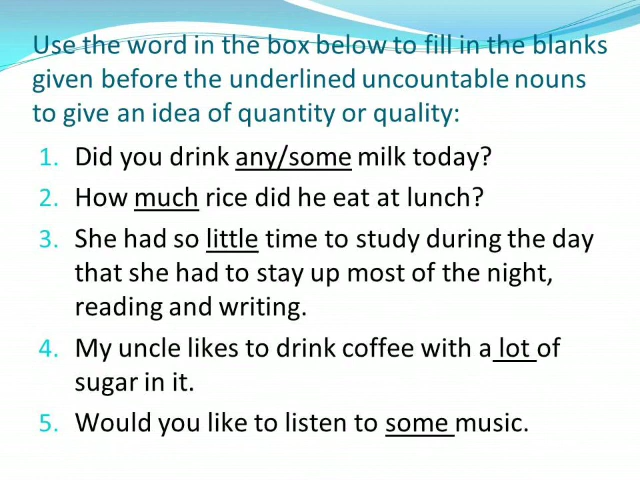 Use the word in the box below to fill in the blanks
given before the underlined uncountable nouns
to give an idea of quantity or quality:
1. Did you drink any/some milk today?
2. How much rice did he eat at lunch?
3. She had so little time to study during the day
that she had to stay up most of the night,
reading and writing.
4. My uncle likes to drink coffee with a lot of
sugar in it.
5. Would you like to listen to some music.